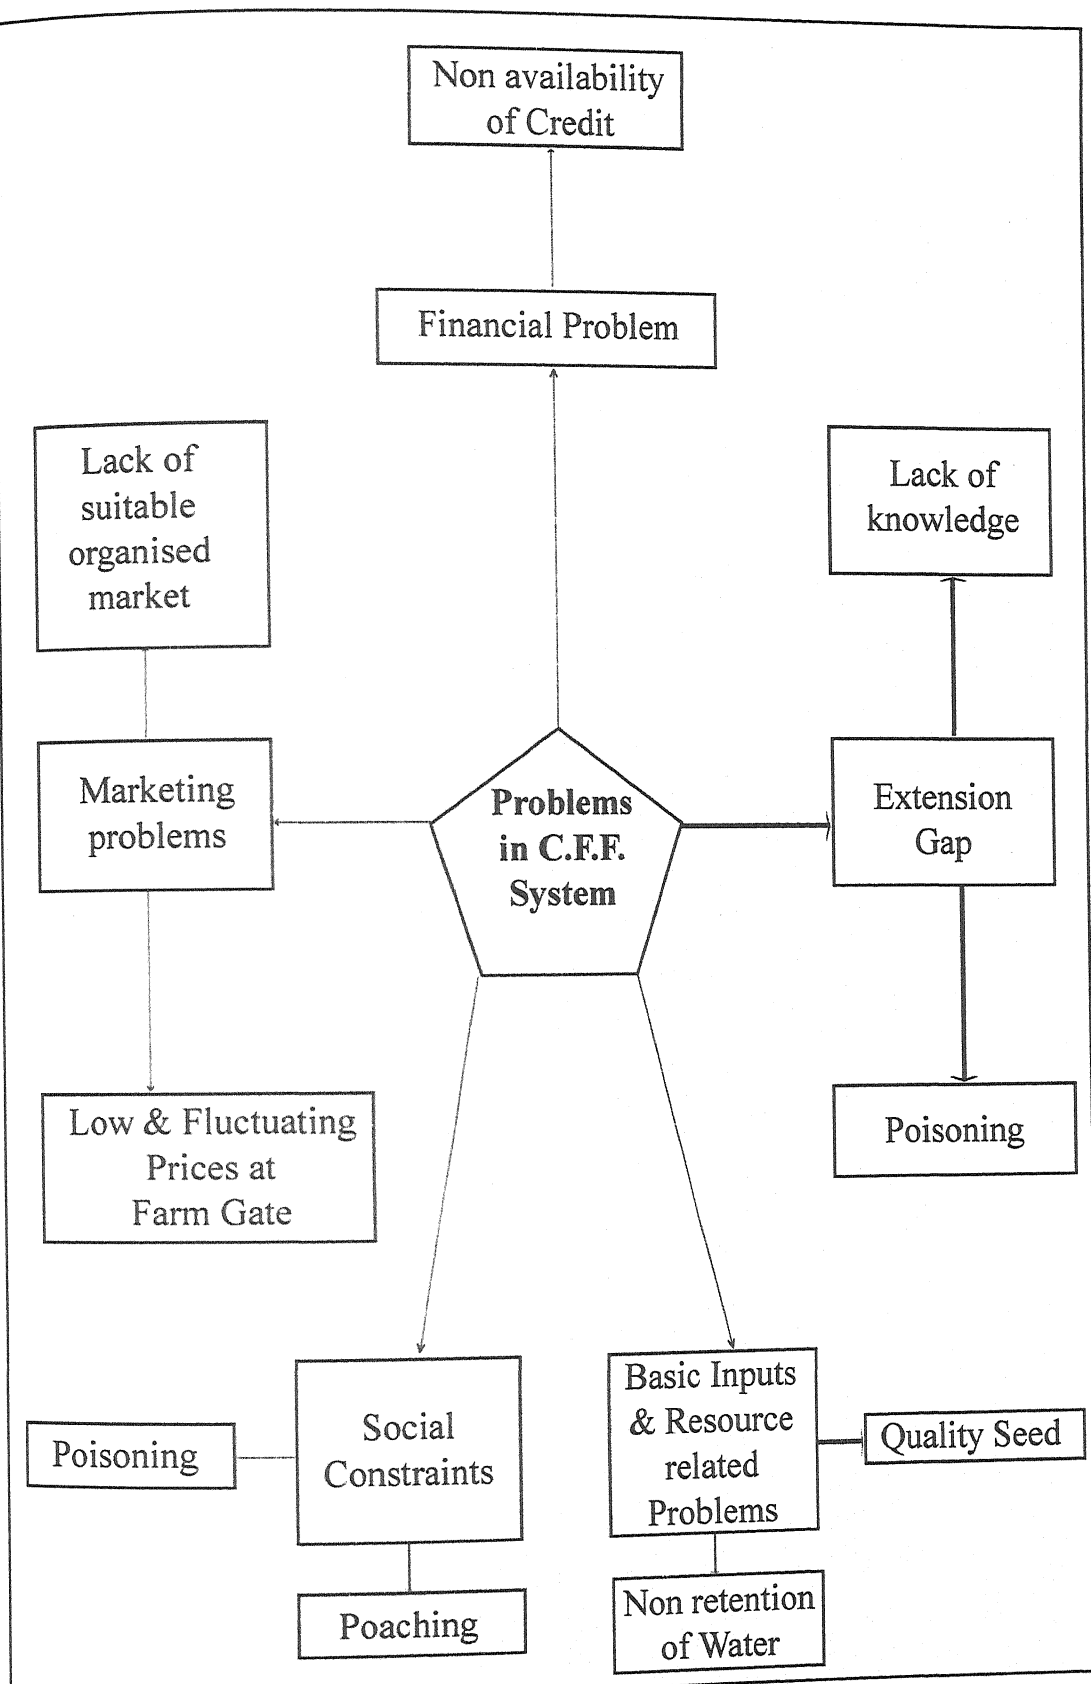 Non availability
of Credit
Financial Problem
Lack of
suitable
organised
market
Lack of
knowledge
Marketing
problems
Problems
in C.F.F.
System
Extension
Gap
Low & Fluctuating
Prices at
Farm Gate
Poisoning
Poisoning
Social
Constraints
Basic Inputs
& Resource
related
Problems
Quality Seed
Poaching
Non retention
of Water